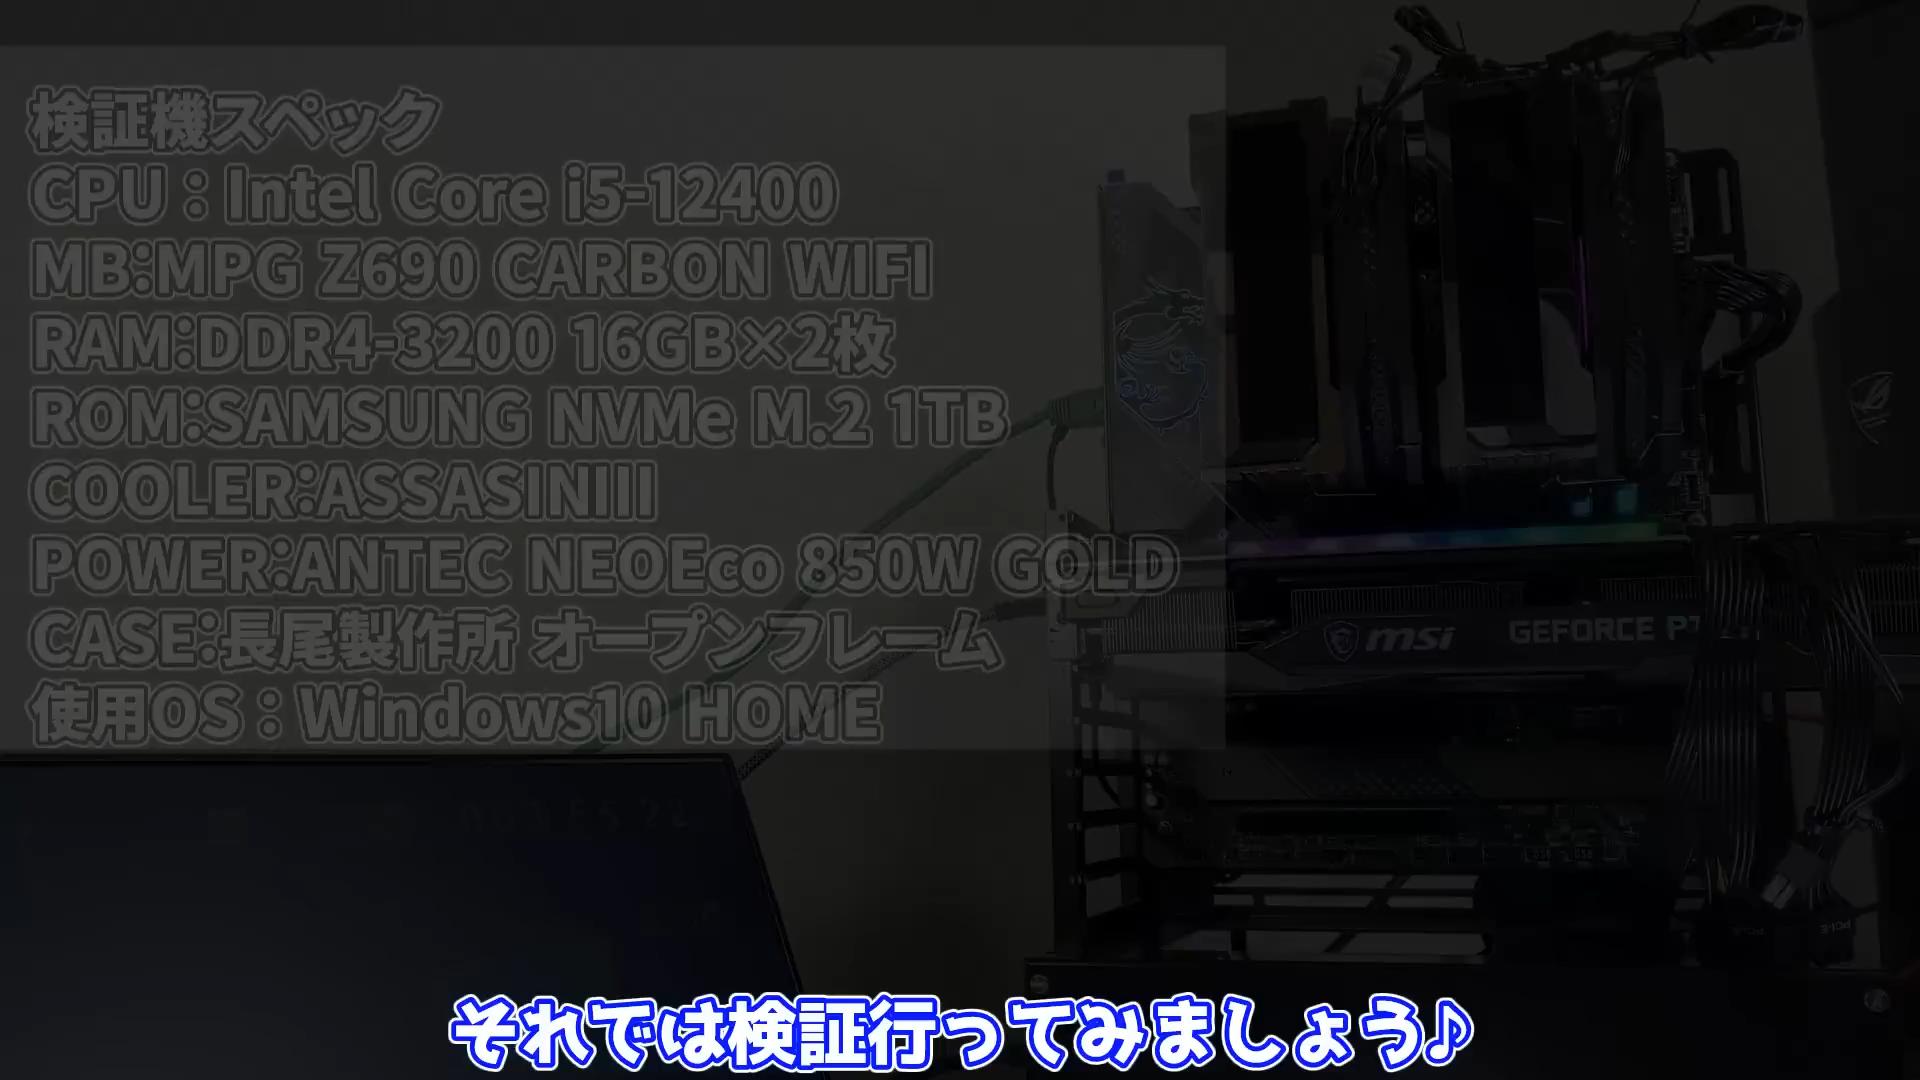 検証機スペック
CPU：Intel Core i5-12400
MB:MPG Z690 CARBON WIFI
RAM:DDR4-3200 16GB×2枚
ROM:SAMSUNG NVMe M.2 1TB
COOLER:ASSASINIII
POWER:ANTEC NEOEco 850W GOLD
CASE:長尾製作所 オープンフレーム
使用OS：Windows10 HOME
msi
GEFORCE
PCI-E
それでは検証行ってみましょう♪